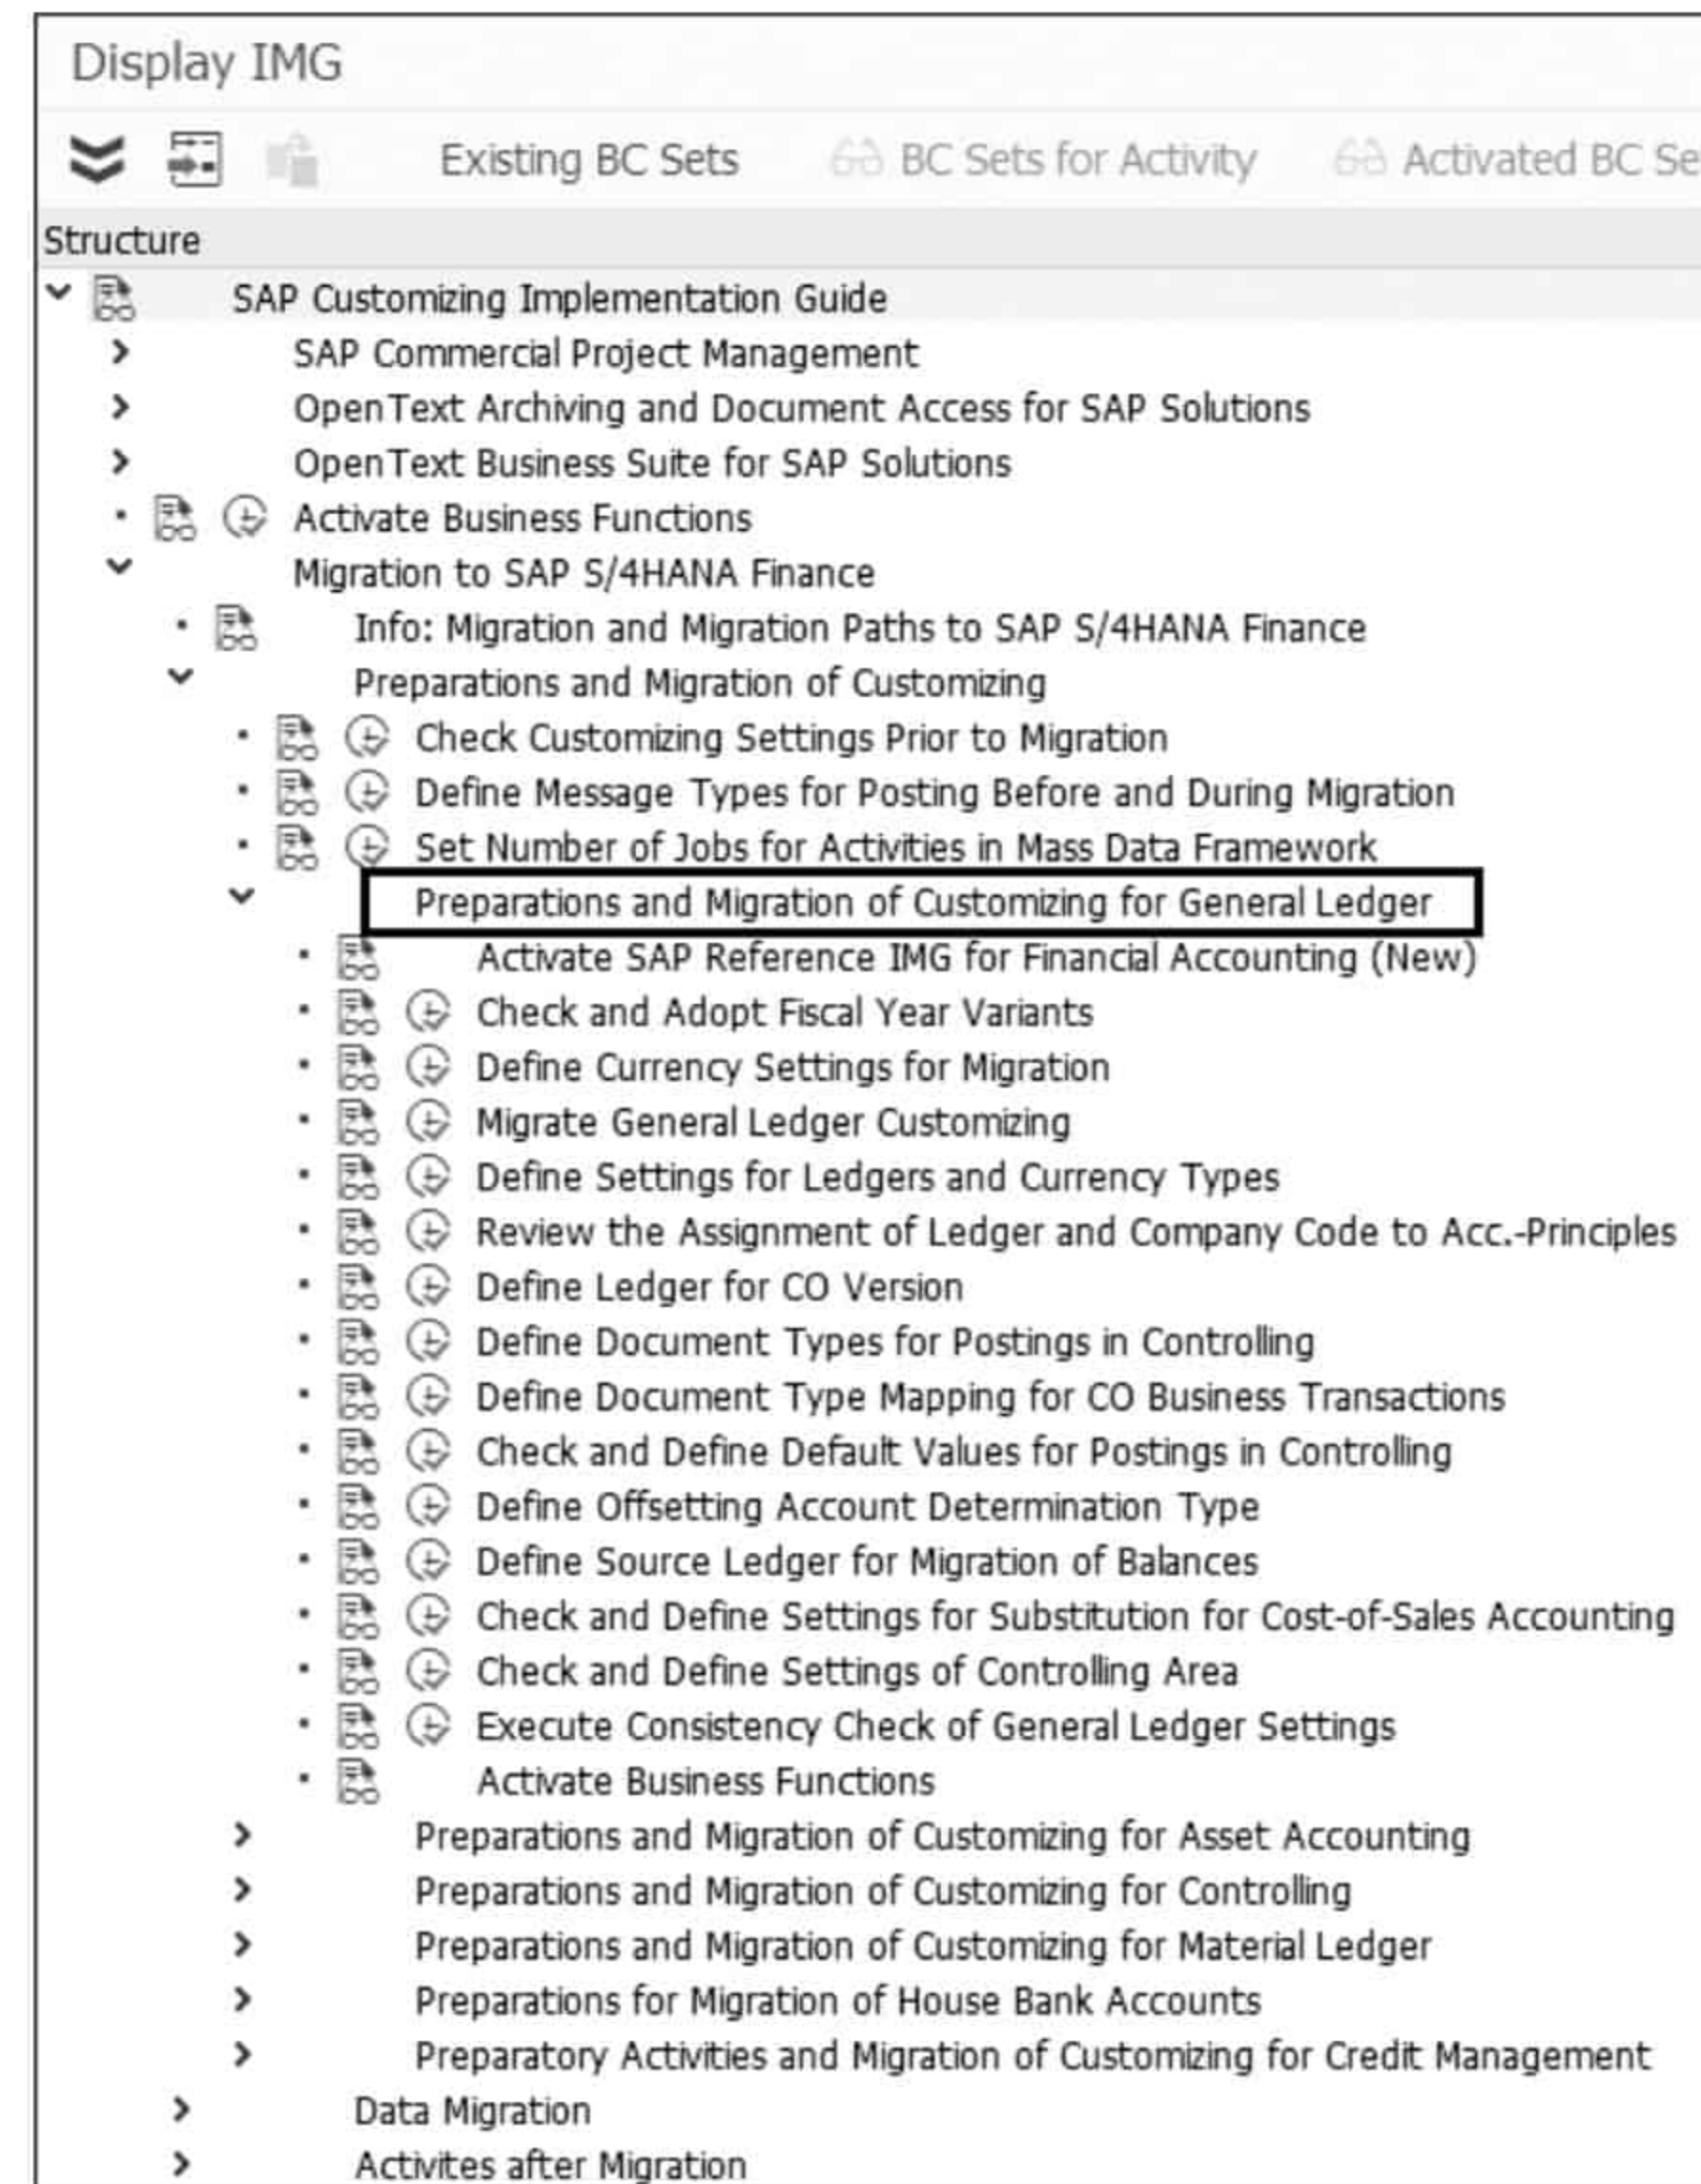 Display IMG
Existing BC Sets BC Sets for Activity Activated BC Se
Structure
SAP Customizing Implementation Guide
SAP Commercial Project Management
OpenText Archiving and Document Access for SAP Solutions
OpenText Business Suite for SAP Solutions
Activate Business Functions
Migration to SAP S/4HANA Finance
Info: Migration and Migration Paths to SAP S/4HANA Finance
Preparations and Migration of Customizing
Check Customizing Settings Prior to Migration
Define Message Types for Posting Before and During Migration
Set Number of Jobs for Activities in Mass Data Framework
Preparations and Migration of Customizing for General Ledger
Activate SAP Reference IMG for Financial Accounting (New)
Check and Adopt Fiscal Year Variants
Define Currency Settings for Migration
Migrate General Ledger Customizing
Define Settings for Ledgers and Currency Types
Review the Assignment of Ledger and Company Code to Acc.-Principles
Define Ledger for CO Version
Define Document Types for Postings in Controlling
Define Document Type Mapping for CO Business Transactions
Check and Define Default Values for Postings in Controlling
Define Offsetting Account Determination Type
Define Source Ledger for Migration of Balances
Check and Define Settings for Substitution for Cost-of-Sales Accounting
Check and Define Settings of Controlling Area
Execute Consistency Check of General Ledger Settings
Activate Business Functions
Preparations and Migration of Customizing for Asset Accounting
Preparations and Migration of Customizing for Controlling
Preparations and Migration of Customizing for Material Ledger
Preparations for Migration of House Bank Accounts
Preparatory Activities and Migration of Customizing for Credit Management
Data Migration
Activites after Migration